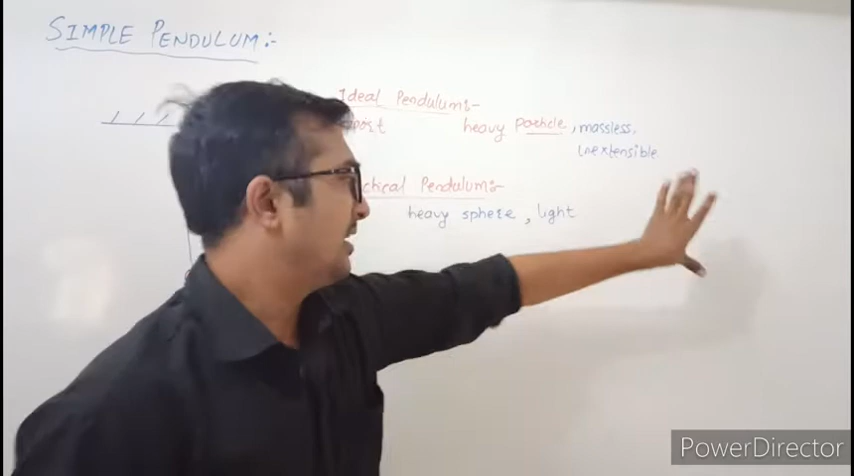 SIMPLE PENDULUM:-
Ideal Pendulum:-
heavy particle, massless,
inextensible
Pendulum:-
heavy sphere, light
PowerDirector